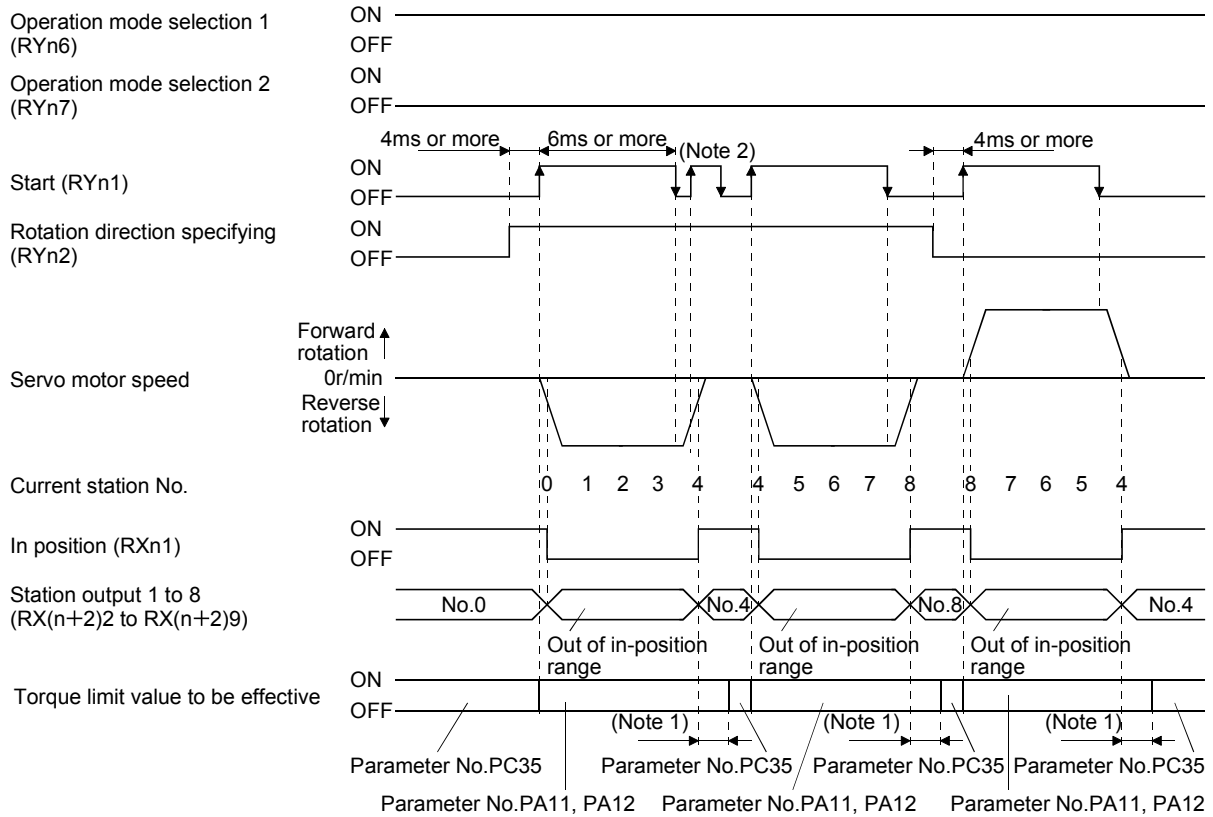 Operation mode selection 1
(RYn6)
ON
OFF
Operation mode selection 2
(RYn7)
ON
OFF
4ms or more
6ms or more
(Note 2)
4ms or more
Start (RYn1)
ON
OFF
Rotation direction specifying
(RYn2)
ON
OFF
Servo motor speed
Forward
rotation
0r/min
Reverse
rotation
Current station No.
0 1 2 3 4 4 5 6 7 8 8 7 6 5 4
In position (RXn1)
ON
OFF
Station output 1 to 8
(RX(n+2)2 to RX(n+2)9)
No.0 No.4 No.8 No.4
Out of in-position
range
Out of in-position
range
Out of in-position
range
Torque limit value to be effective
ON
OFF
(Note 1) (Note 1) (Note 1)
Parameter No.PC35 Parameter No.PC35 Parameter No.PC35 Parameter No.PC35
Parameter No.PA11, PA12 Parameter No.PA11, PA12 Parameter No.PA11, PA12